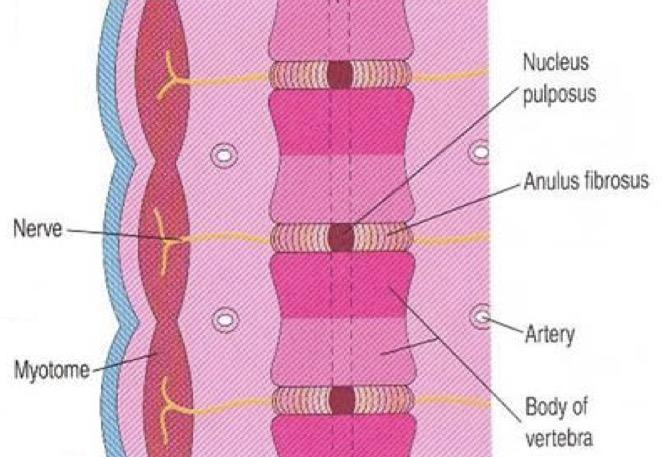 Nucleus
pulposus
Anulus fibrosus
Nerve
Artery
Myotome
Body of
vertebra